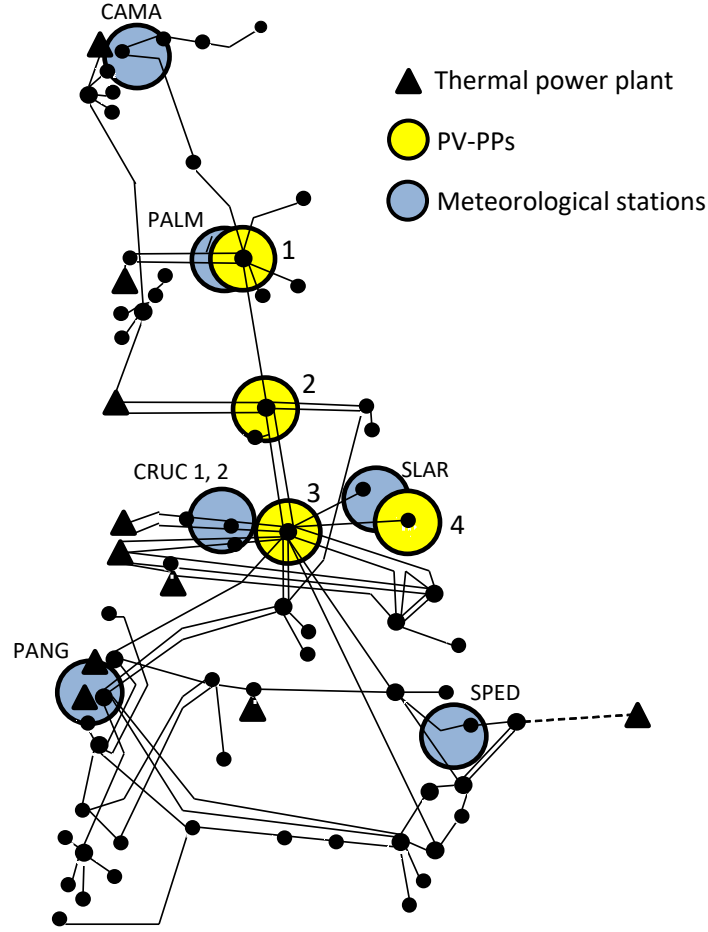 CAMA
Thermal power plant
PV-PPs
Meteorological stations
PALM
1
2
CRUC 1, 2
3
SLAR
4
PANG
SPED